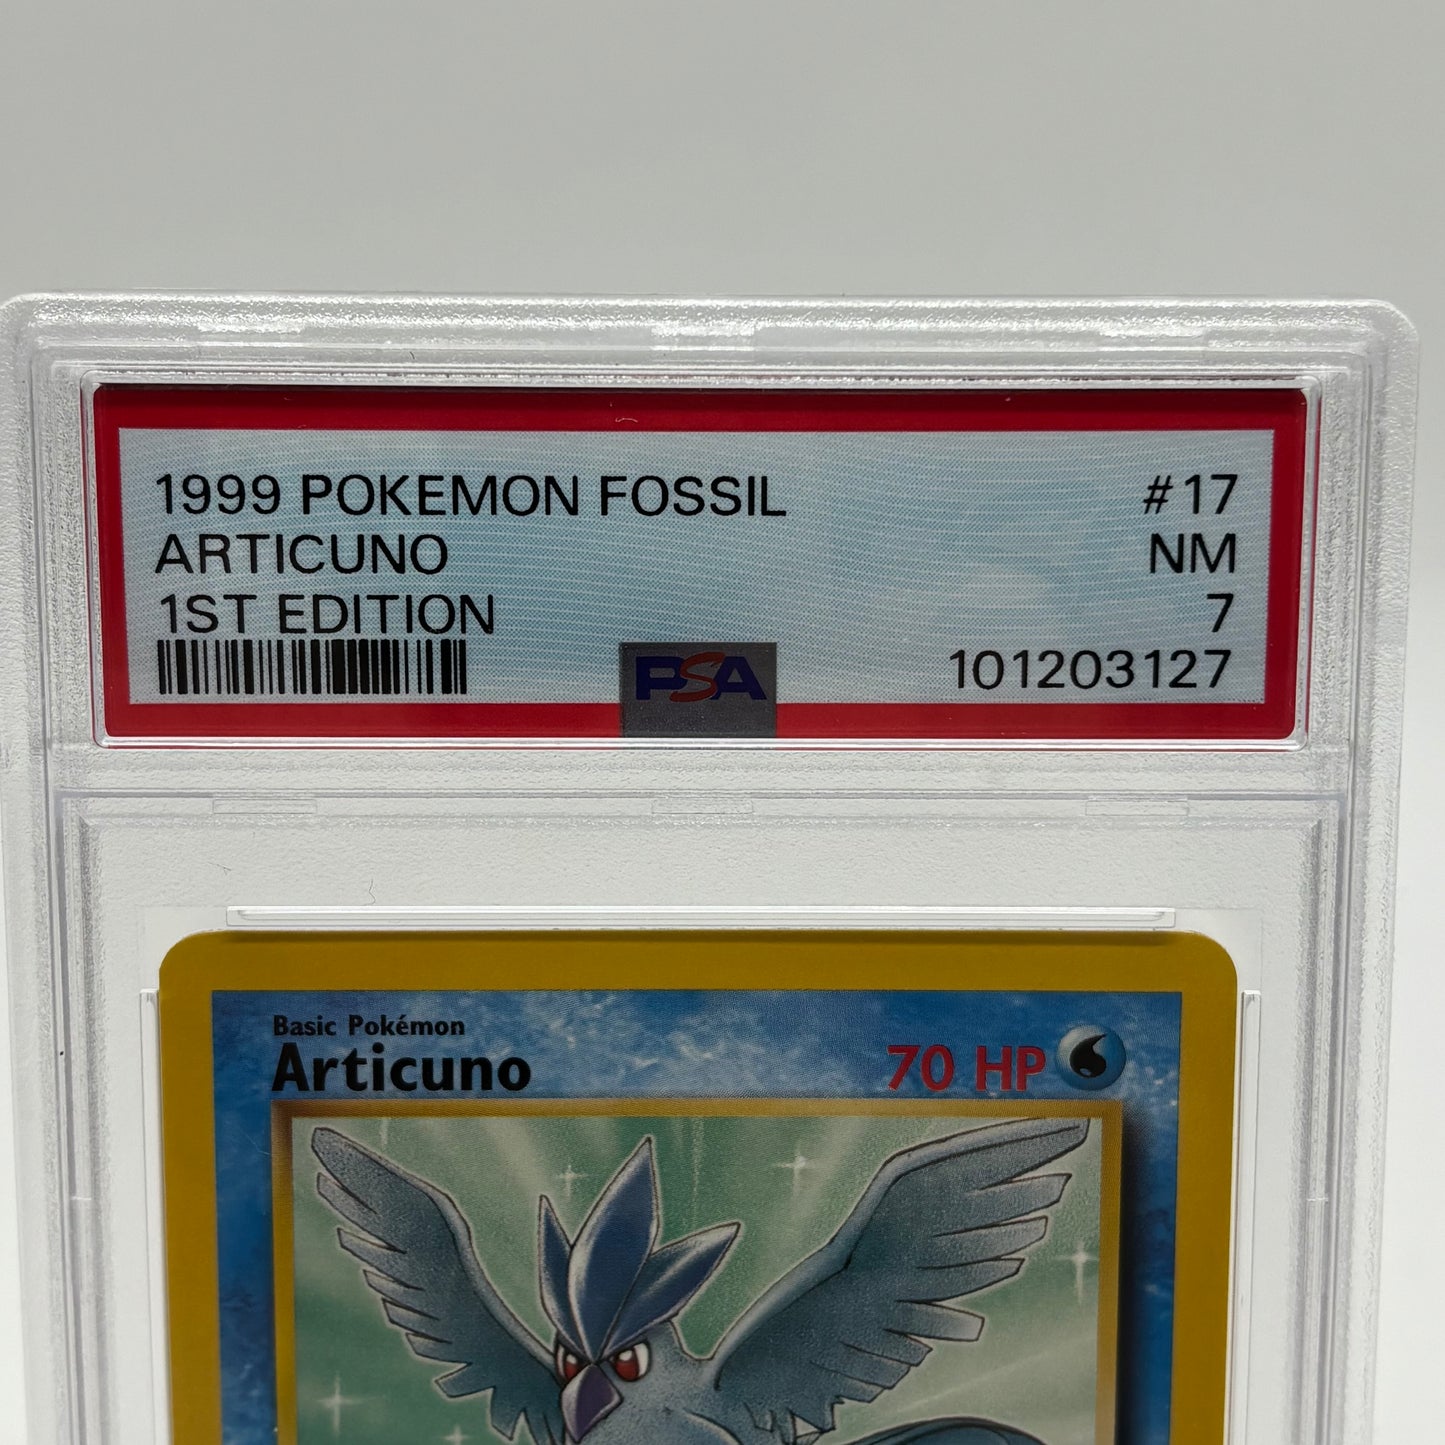 1999 POKEMON FOSSIL #17
ARTICUNO NM
1ST EDITION 7
PSA 101203127
Basic Pokémon
Articuno 70 HP